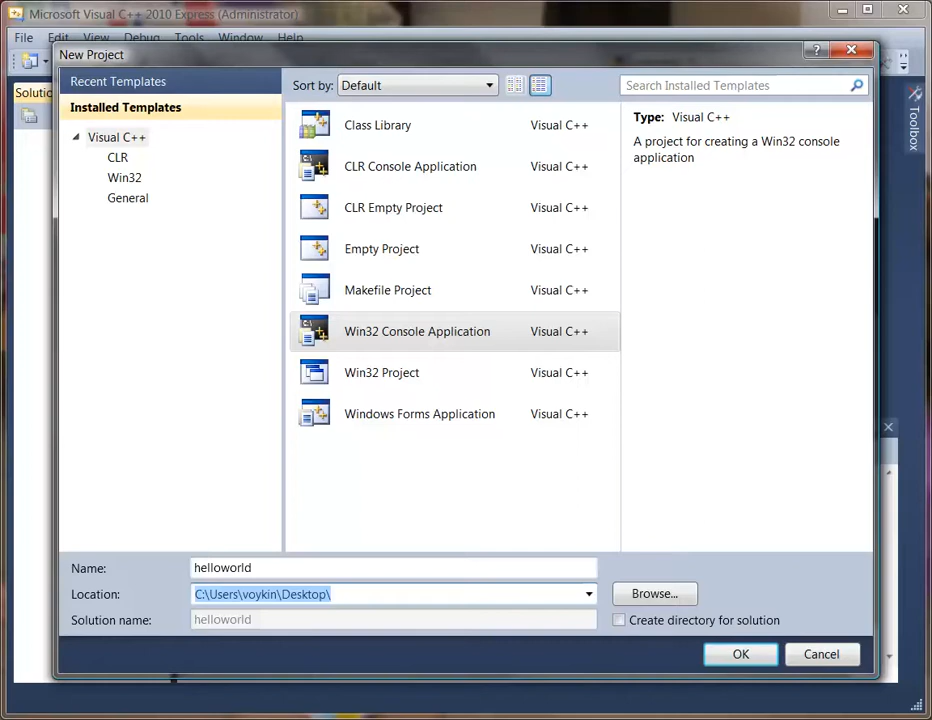 Microsoft Visual C++ 2010 Express (Administrator)
File Edit View Debug Tools Window Help
New Project
Recent Templates
Installed Templates
Visual C++
CLR
Win32
General
Sort by: Default
Search Installed Templates
Class Library Visual C++
CLR Console Application Visual C++
CLR Empty Project Visual C++
Empty Project Visual C++
Makefile Project Visual C++
Win32 Console Application Visual C++
Win32 Project Visual C++
Windows Forms Application Visual C++
Type: Visual C++
A project for creating a Win32 console
application
Toolbox
Name: helloworld
Location: C:\Users\voykin\Desktop\
Browse...
Solution name: helloworld
Create directory for solution
OK Cancel